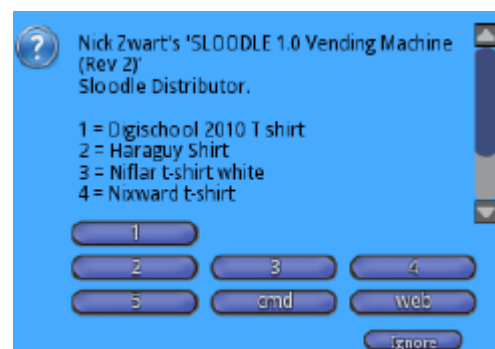 Nick Zwart's 'SLOODLE 1.0 Vending Machine
(Rev 2)'
Sloodle Distributor.
1 = Digischool 2010 T shirt
2 = Haraguy Shirt
3 = Niflar t-shirt white
4 = Nixward t-shirt
1
2 3 4
5 cmd web
Ignore